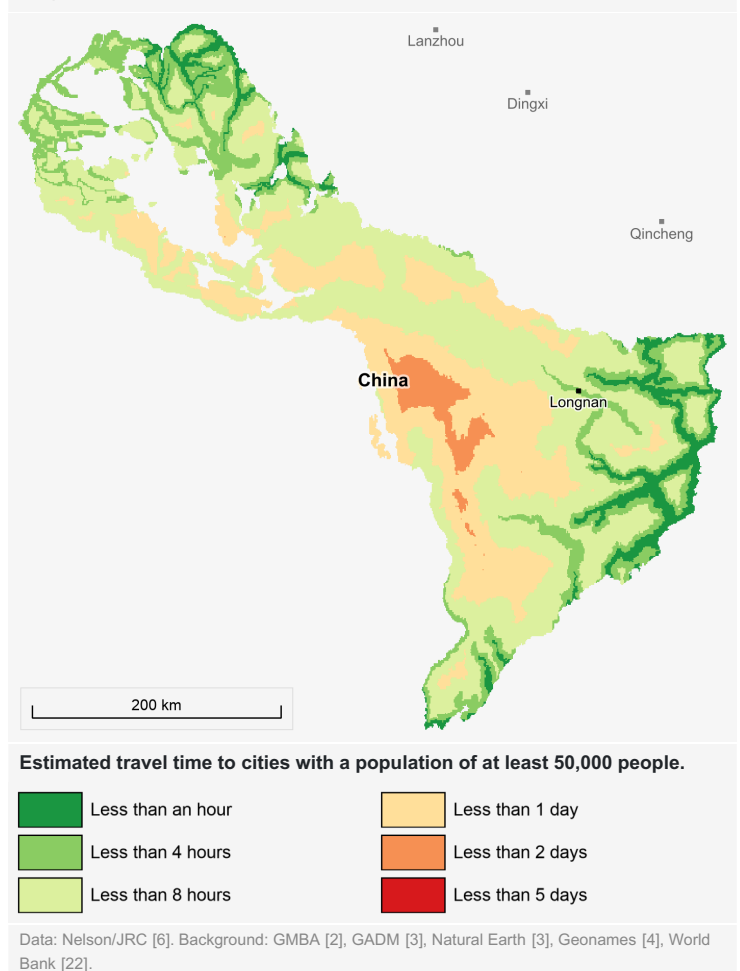 Lanzhou
Dingxi
Qincheng
China
Longnan
200 km
Estimated travel time to cities with a population of at least 50,000 people.
Less than an hour
Less than 1 day
Less than 4 hours
Less than 2 days
Less than 8 hours
Less than 5 days
Data: Nelson/JRC [6]. Background: GMBA [2], GADM [3], Natural Earth [3], Geonames [4], World
Bank [22].